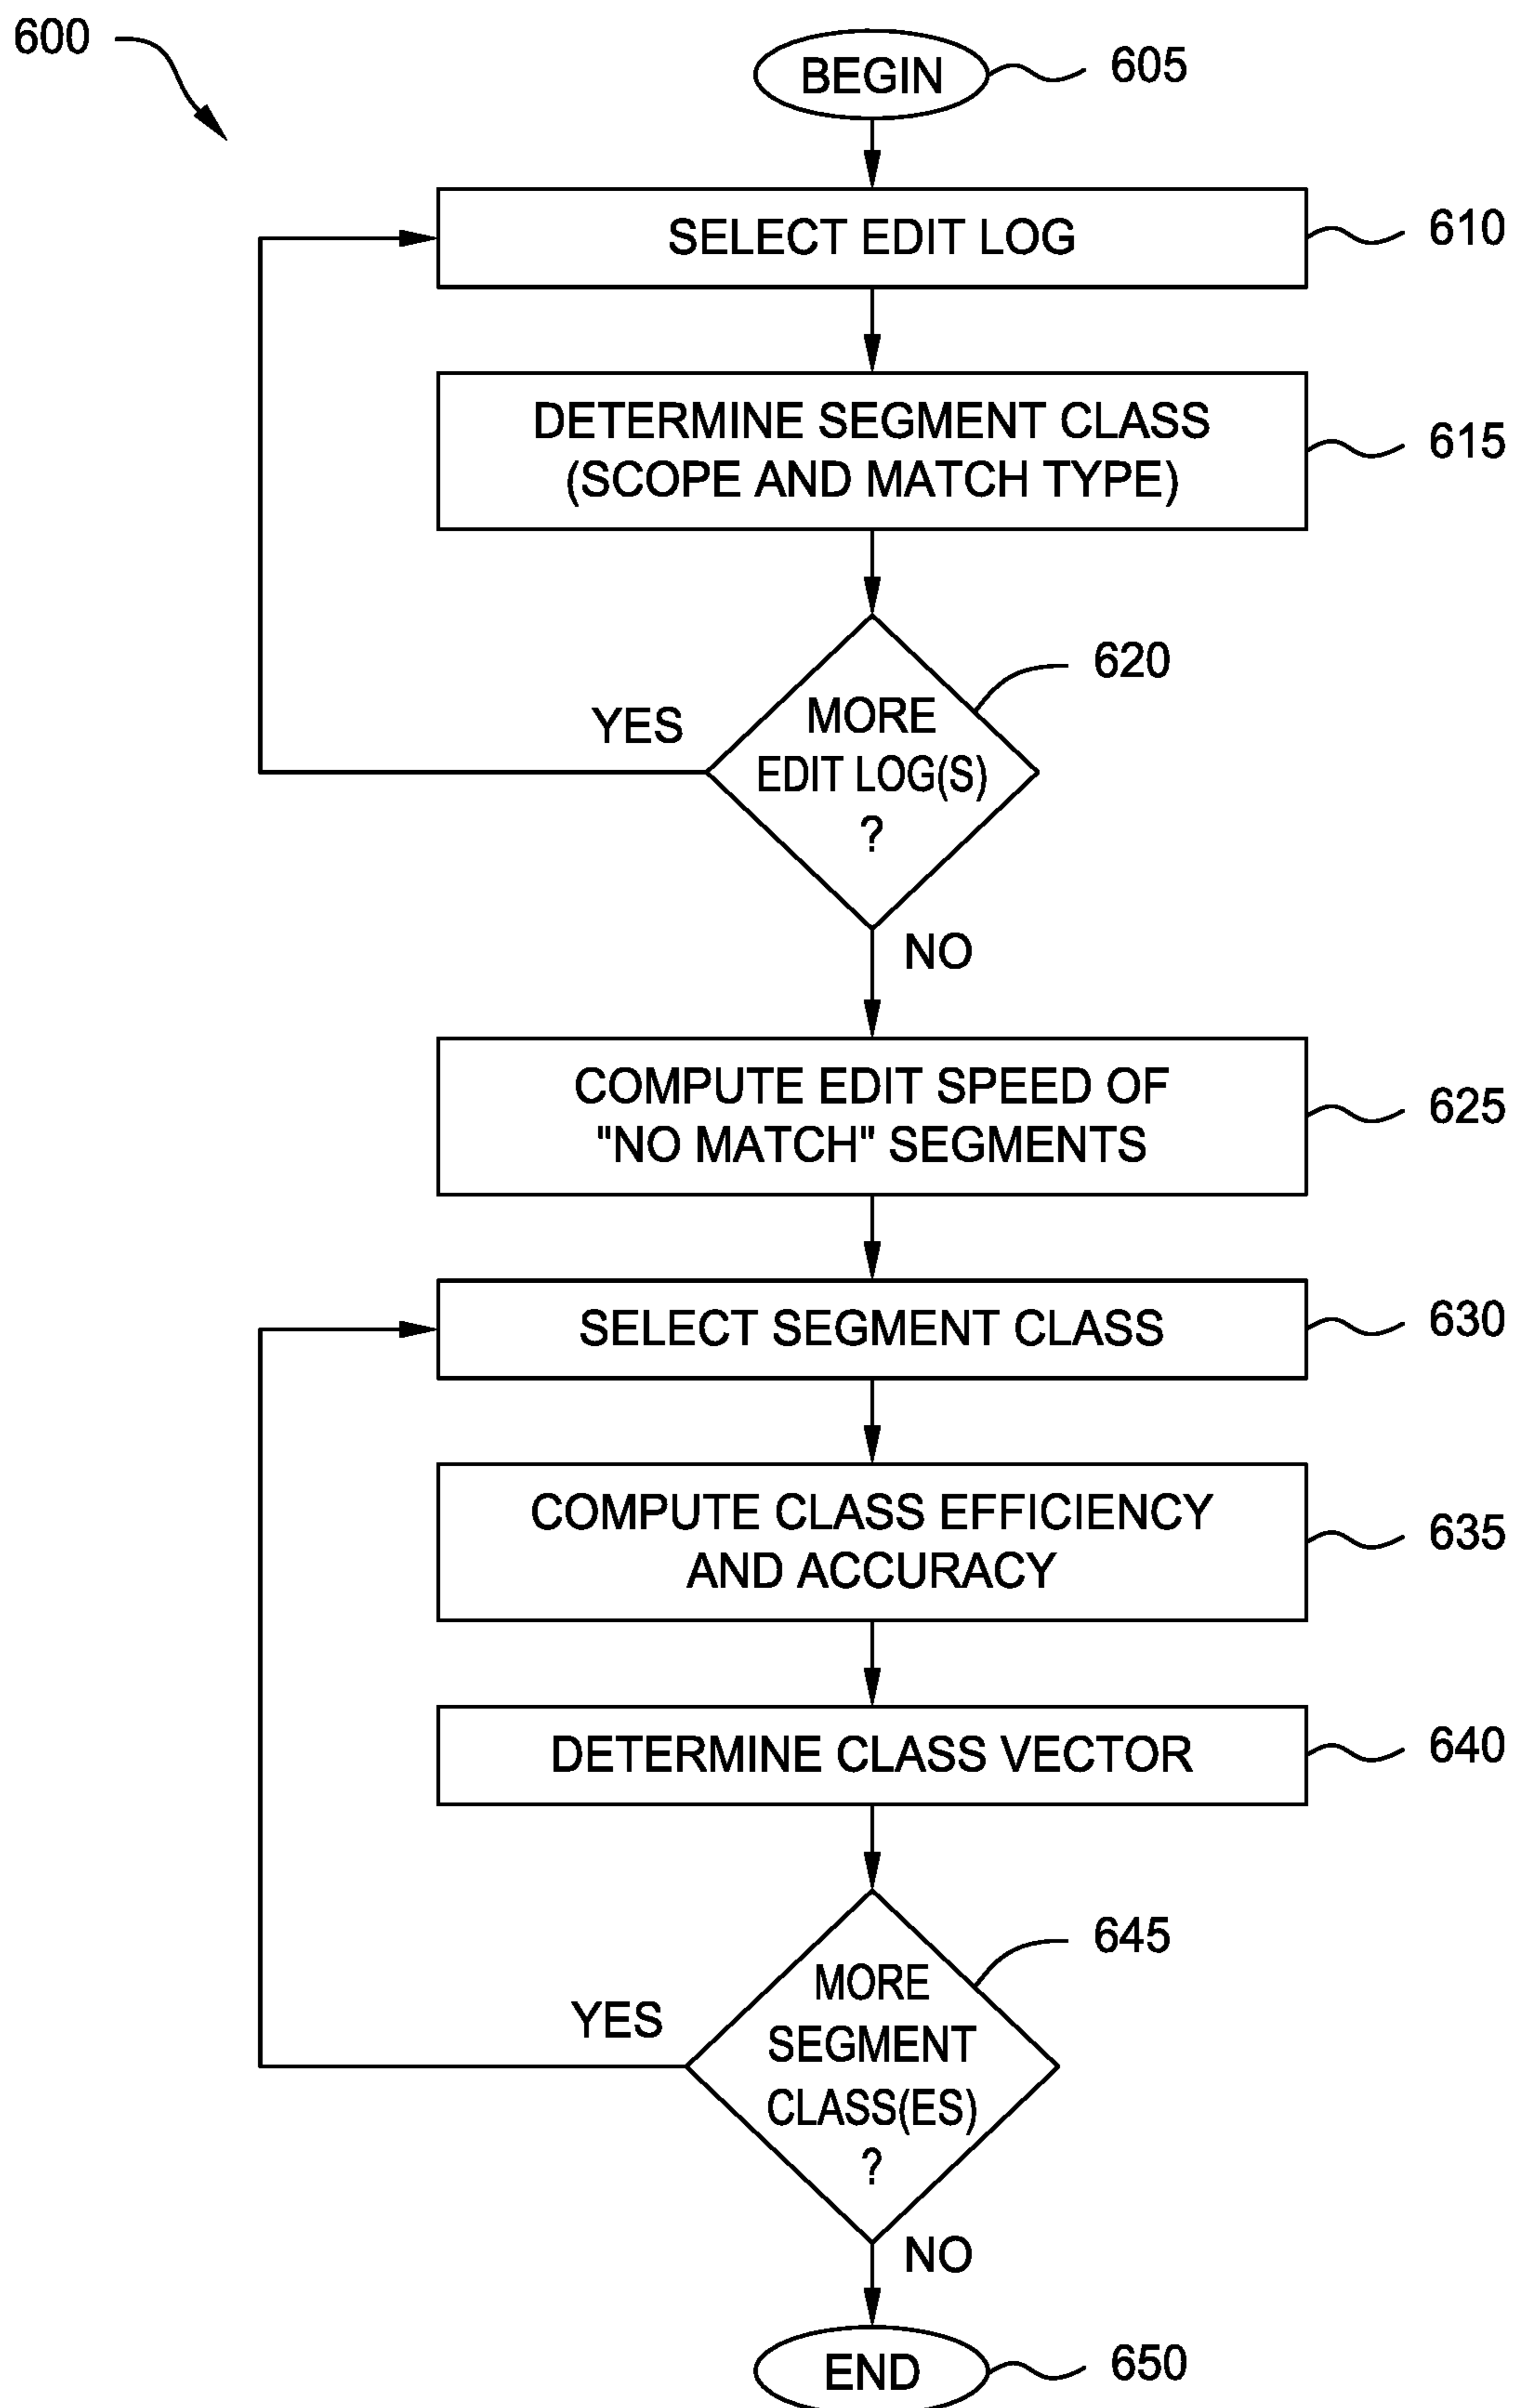 600
BEGIN
605
SELECT EDIT LOG
610
DETERMINE SEGMENT CLASS
(SCOPE AND MATCH TYPE)
615
620
MORE
EDIT LOG(S)
?
YES
NO
COMPUTE EDIT SPEED OF
"NO MATCH" SEGMENTS
625
SELECT SEGMENT CLASS
630
COMPUTE CLASS EFFICIENCY
AND ACCURACY
635
DETERMINE CLASS VECTOR
640
645
MORE
SEGMENT
CLASS(ES)
?
YES
NO
END
650